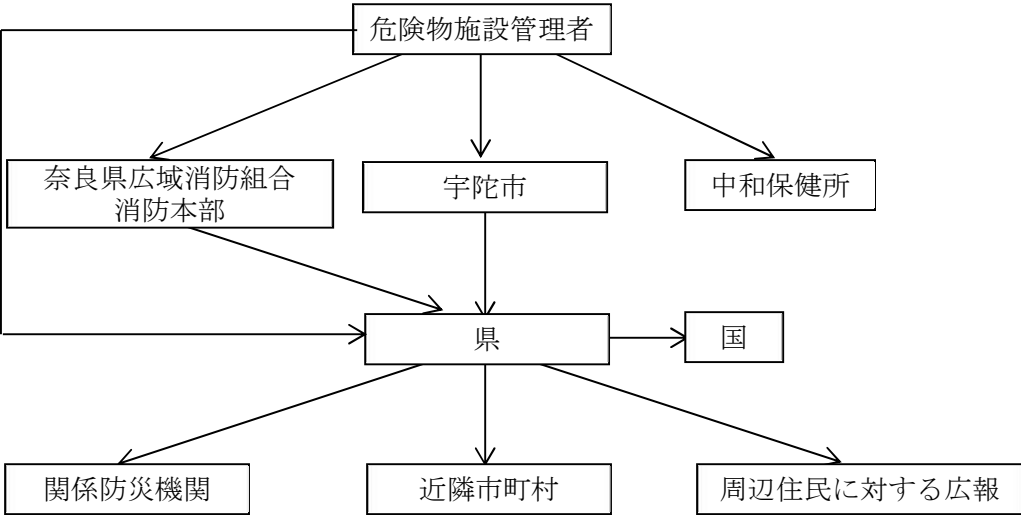 危険物施設管理者
奈良県広域消防組合
消防本部
宇陀市
中和保健所
県
国
関係防災機関
近隣市町村
周辺住民に対する広報